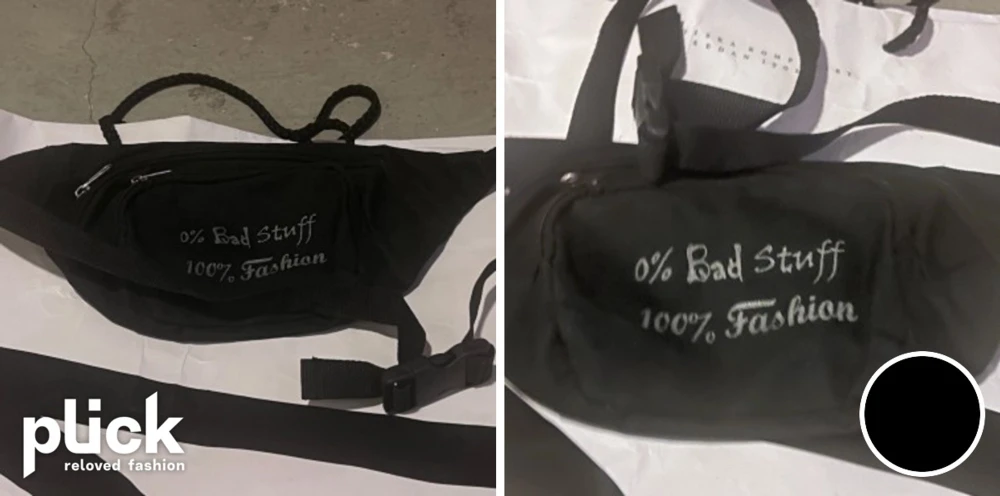 0% Bad Stuff
100% Fashion
plick
reloved fashion
0% Bad Stuff
100% Fashion